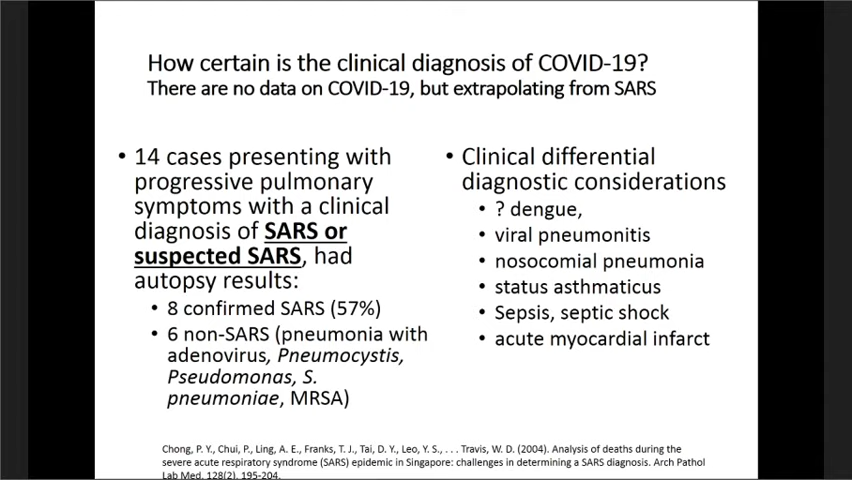 How certain is the clinical diagnosis of COVID-19?
There are no data on COVID-19, but extrapolating from SARS
• 14 cases presenting with
progressive pulmonary
symptoms with a clinical
diagnosis of SARS or
suspected SARS, had
autopsy results:
• 8 confirmed SARS (57%)
• 6 non-SARS (pneumonia with
adenovirus, Pneumocystis,
Pseudomonas, S.
pneumoniae, MRSA)
• Clinical differential
diagnostic considerations
• ? dengue,
• viral pneumonitis
• nosocomial pneumonia
• status asthmaticus
• Sepsis, septic shock
• acute myocardial infarct
Chong, P. Y., Chui, P., Ling, A. E., Franks, T. J., Tai, D. Y., Leo, Y. S., . . . Travis, W. D. (2004). Analysis of deaths during the
severe acute respiratory syndrome (SARS) epidemic in Singapore: challenges in determining a SARS diagnosis. Arch Pathol
Lab Med, 128(2), 195-204.